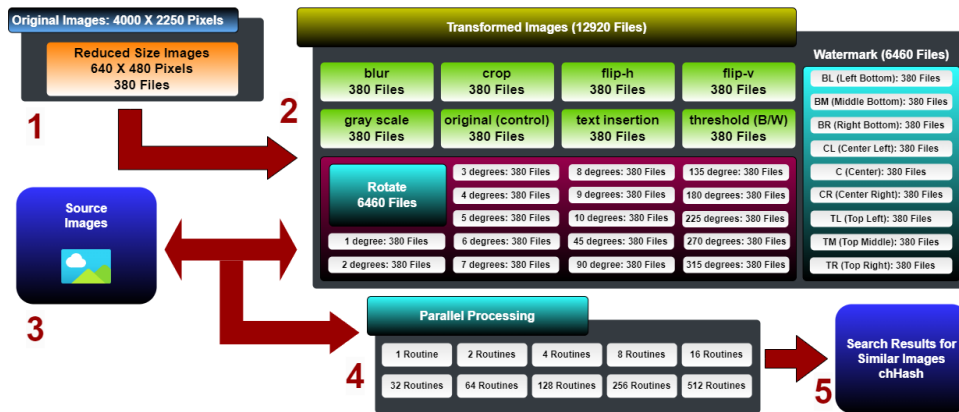 Original Images: 4000 X 2250 Pixels
Reduced Size Images
640 X 480 Pixels
380 Files
1
2
Transformed Images (12920 Files)
blur
380 Files
crop
380 Files
flip-h
380 Files
flip-v
380 Files
gray scale
380 Files
original (control)
380 Files
text insertion
380 Files
threshold (B/W)
380 Files
Rotate
6460 Files
1 degree: 380 Files
2 degrees: 380 Files
3 degrees: 380 Files
4 degrees: 380 Files
5 degrees: 380 Files
6 degrees: 380 Files
7 degrees: 380 Files
8 degrees: 380 Files
9 degrees: 380 Files
10 degrees: 380 Files
45 degrees: 380 Files
90 degree: 380 Files
135 degree: 380 Files
180 degrees: 380 Files
225 degrees: 380 Files
270 degrees: 380 Files
315 degrees: 380 Files
Watermark (6460 Files)
BL (Left Bottom): 380 Files
BM (Middle Bottom): 380 Files
BR (Right Bottom): 380 Files
CL (Center Left): 380 Files
C (Center): 380 Files
CR (Center Right): 380 Files
TL (Top Left): 380 Files
TM (Top Middle): 380 Files
TR (Top Right): 380 Files
Source
Images
3
Parallel Processing
4
1 Routine
2 Routines
4 Routines
8 Routines
16 Routines
32 Routines
64 Routines
128 Routines
256 Routines
512 Routines
5
Search Results for
Similar Images
chHash